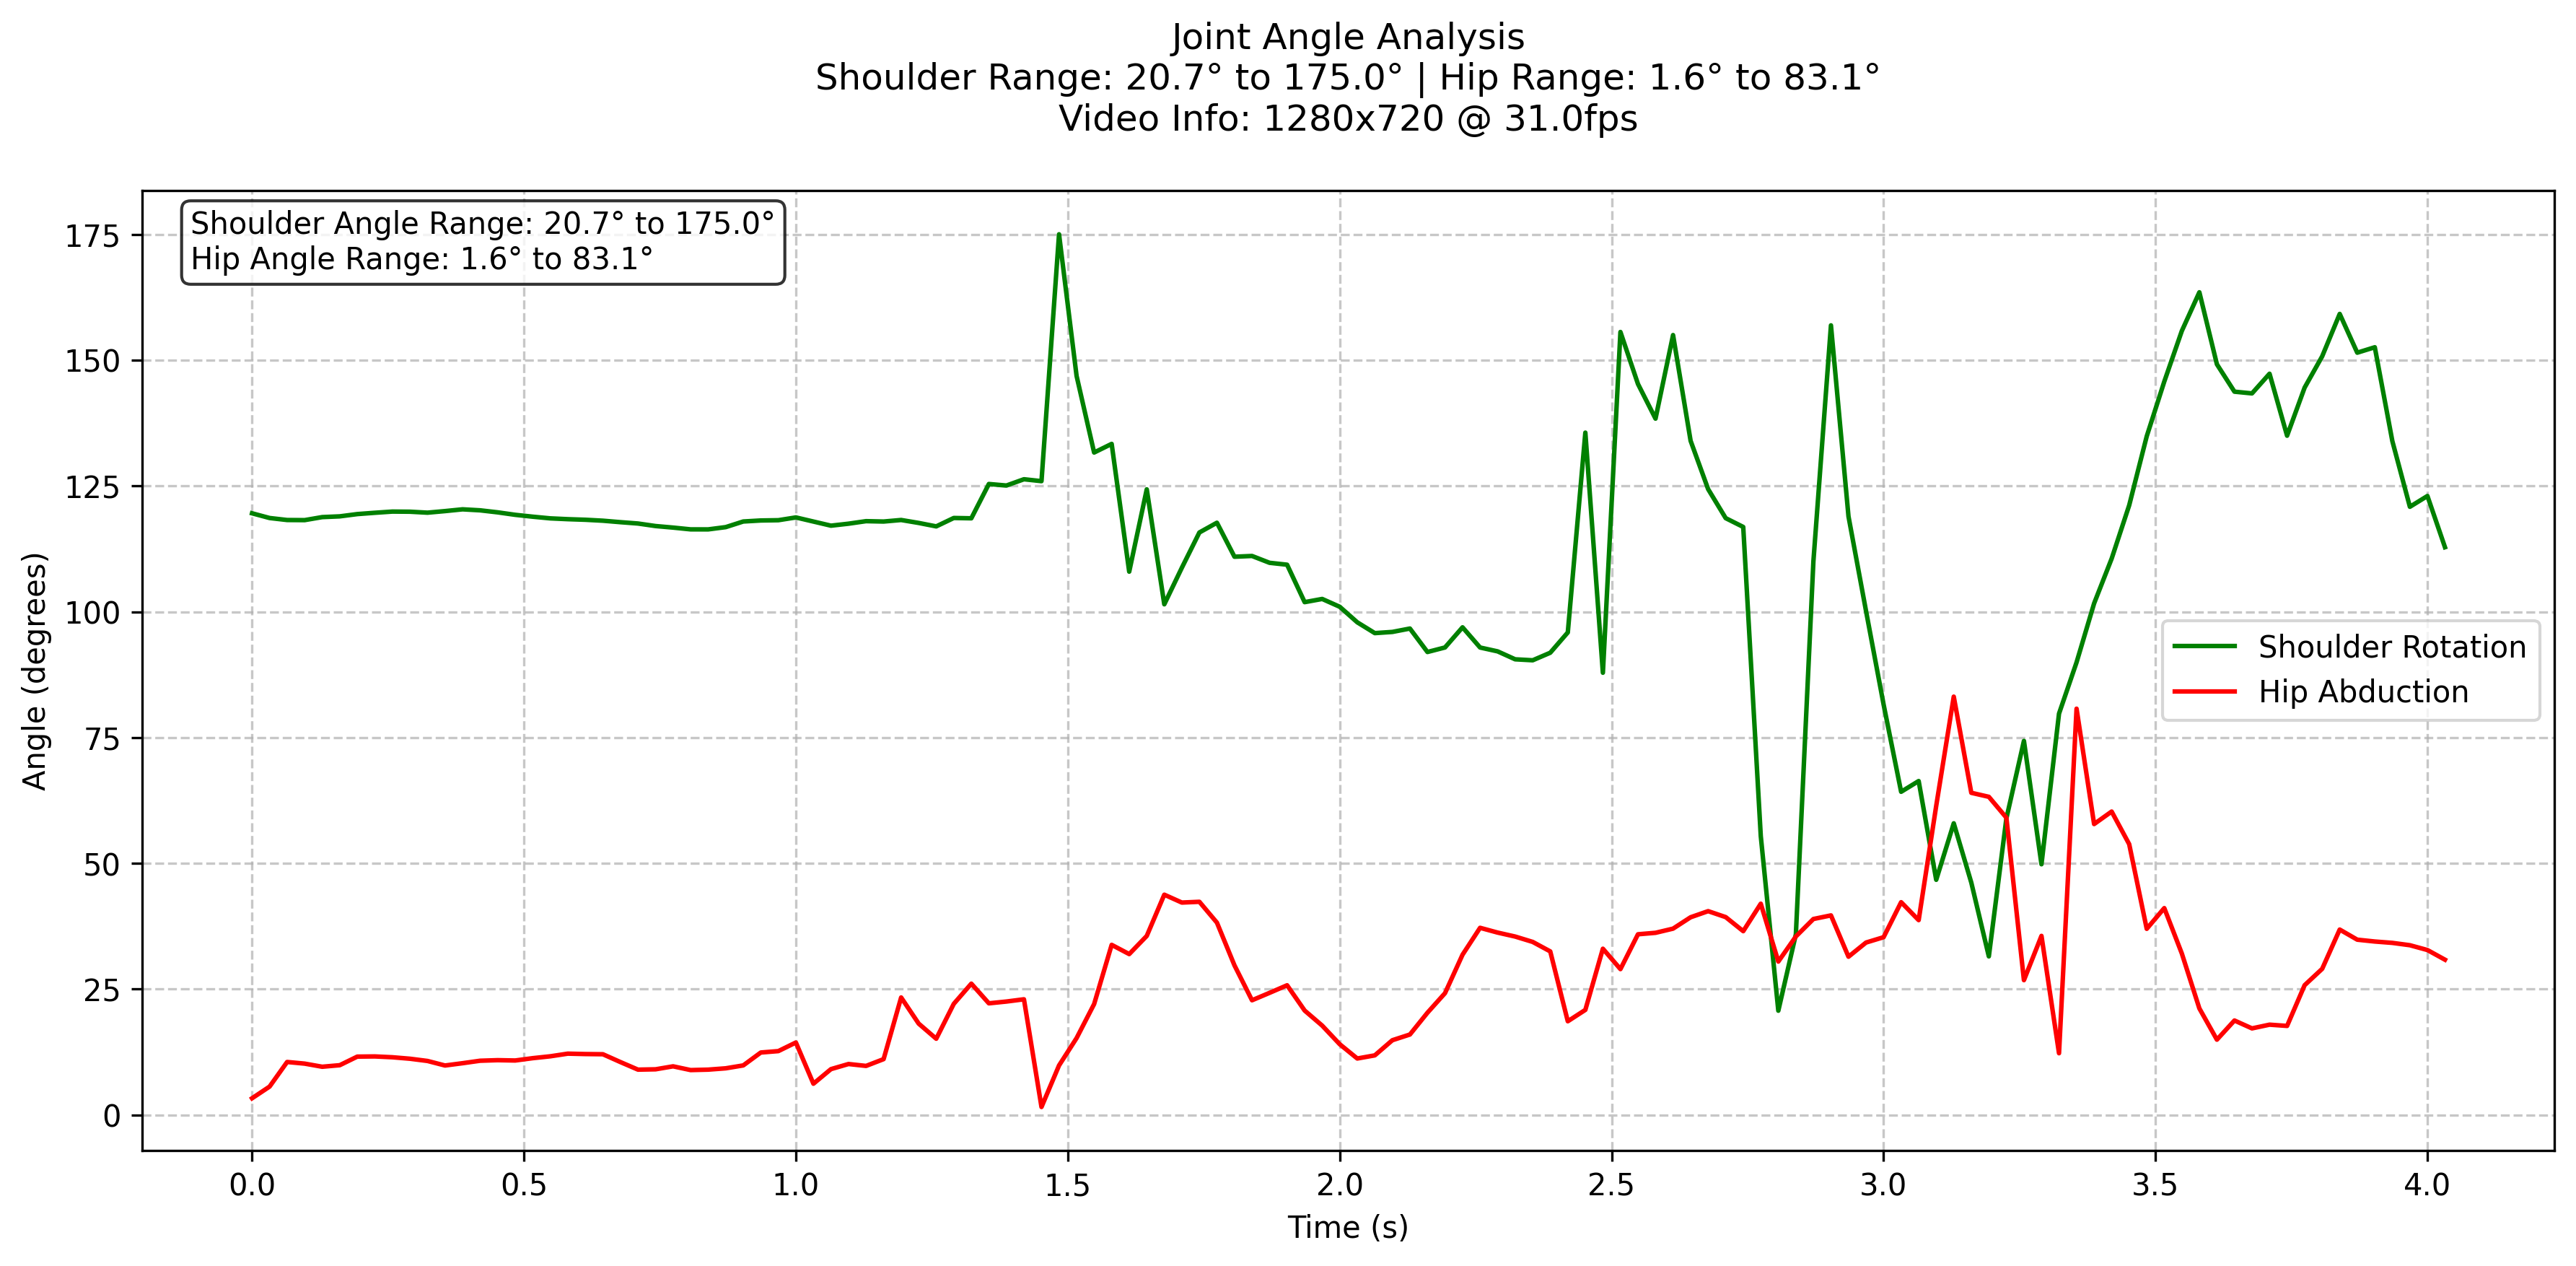 Joint Angle Analysis
Shoulder Range: 20.7° to 175.0° | Hip Range: 1.6° to 83.1°
Video Info: 1280x720 @ 31.0fps
Shoulder Angle Range: 20.7° to 175.0°
Hip Angle Range: 1.6° to 83.1°
175
150
125
100
75
50
25
0
Angle (degrees)
Shoulder Rotation
Hip Abduction
0.0 0.5 1.0 1.5 2.0 2.5 3.0 3.5 4.0
Time (s)